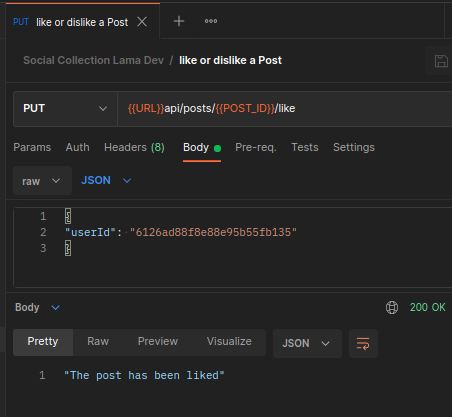 PUT like or dislike a Post
Social Collection Lama Dev / like or dislike a Post
PUT {{URL}}api/posts/{{POST_ID}}/like
Params Auth Headers (8) Body Pre-req. Tests Settings
raw JSON
1 {
2 "userId": "6126ad88f8e88e95b55fb135"
3 }
Body 200 OK
Pretty Raw Preview Visualize JSON
1 "The post has been liked"